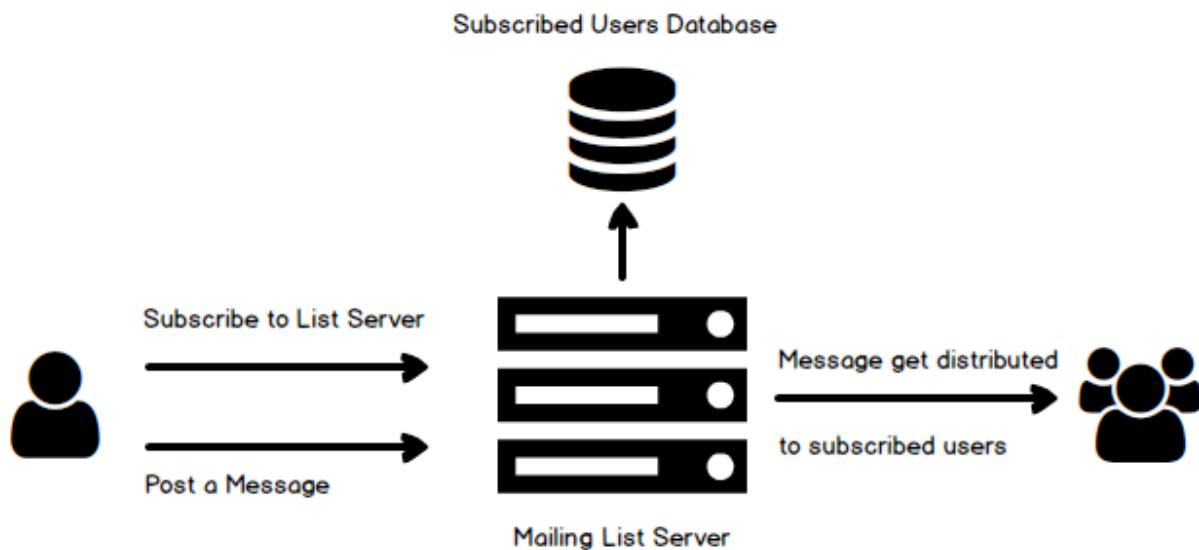 Subscribed Users Database
Subscribe to List Server
Message get distributed
to subscribed users
Post a Message
Mailing List Server